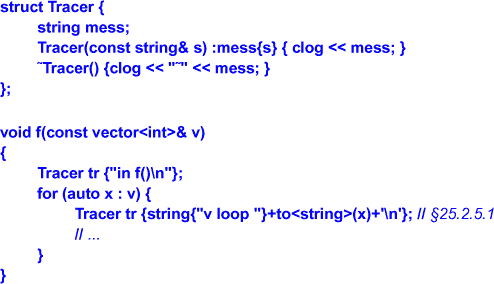 struct Tracer {
string mess;
Tracer(const string& s) :mess{s} { clog << mess; }
˜Tracer() {clog << "˜" << mess; }
};
void f(const vector<int>& v)
{
Tracer tr {"in f()\n"};
for (auto x : v) {
Tracer tr {string{"v loop "}+to<string>(x)+'\n'}; // §25.2.5.1
// ...
}
}